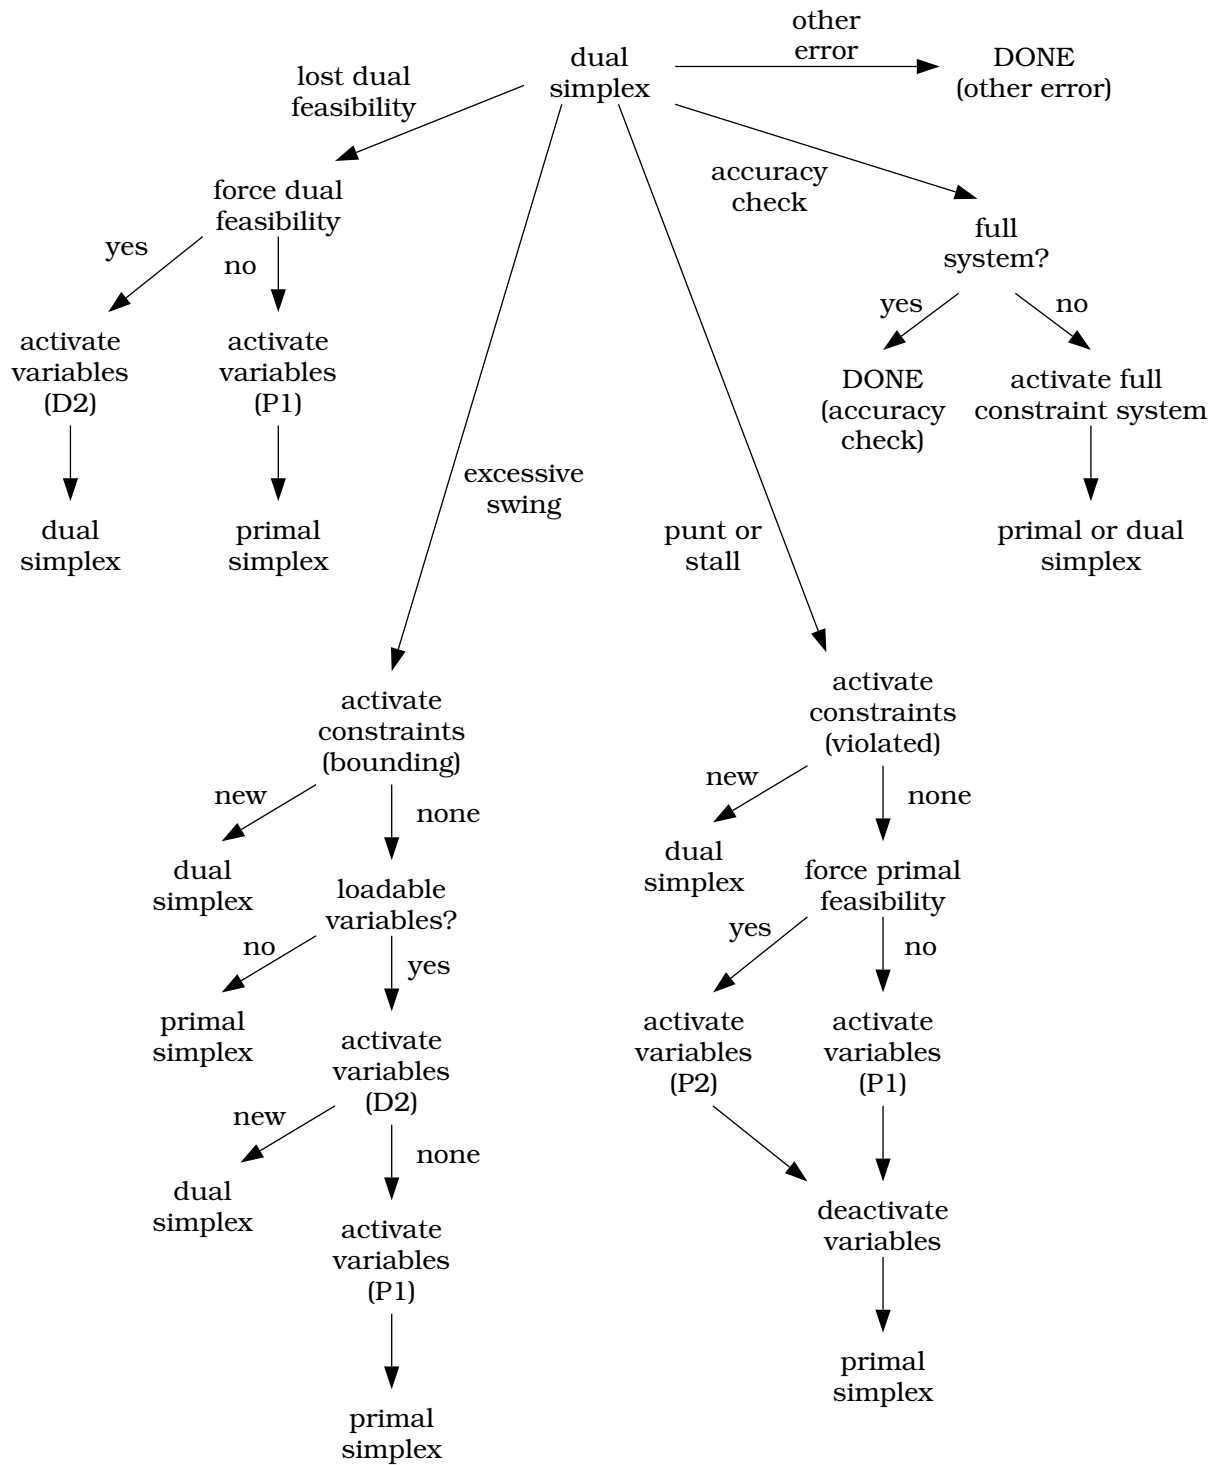 other
error
dual
simplex
DONE
(other error)
lost dual
feasibility
accuracy
check
force dual
feasibility
full
system?
yes
no
yes
no
activate
variables
(D2)
activate
variables
(P1)
DONE
(accuracy
check)
activate full
constraint system
excessive
swing
punt or
stall
dual
simplex
primal
simplex
primal or dual
simplex
activate
constraints
(bounding)
activate
constraints
(violated)
new
none
new
none
dual
simplex
loadable
variables?
dual
simplex
force primal
feasibility
no
yes
yes
no
primal
simplex
activate
variables
(D2)
activate
variables
(P2)
activate
variables
(P1)
new
none
dual
simplex
activate
variables
(P1)
deactivate
variables
primal
simplex
primal
simplex